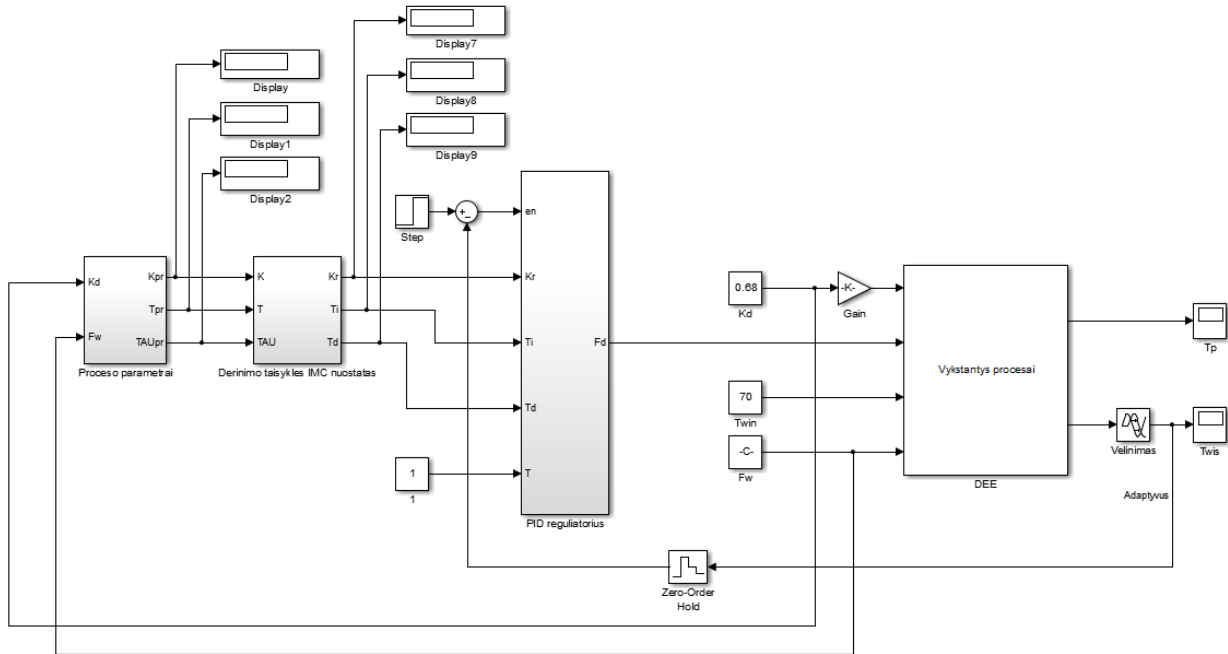 Display7
Display
Display8
Display1
Display9
Display2
Step
+
-
en
Kd
Fw
Kpr
Tpr
TAUpr
Proceso parametrai
K
T
TAU
Kr
Ti
Td
Derinimo taisykles IMC nuostatas
Kr
Ti
Td
T
Fd
PID reguliatorius
1
1
0.68
Kd
-K-
Gain
70
Twin
-C-
Fw
Vykstantys procesai
DEE
Tp
Velinimas
Twis
Adaptyvus
Zero-Order
Hold